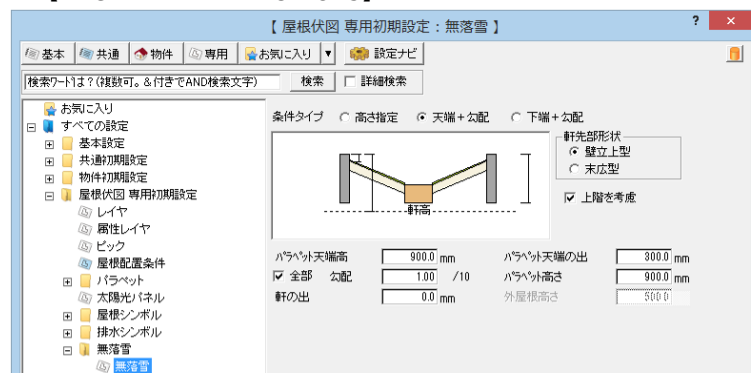 【 屋根伏図 専用初期設定：無落雪 】
?
×
基本 共通 物件 専用 お気に入り ▼ 設定ナビ
検索ワードは？(複数可。&付きでAND検索文字) 検索 詳細検索
お気に入り
すべての設定
基本設定
共通初期設定
物件初期設定
屋根伏図 専用初期設定
レイヤ
属性レイヤ
ピック
屋根配置条件
パラペット
太陽光パネル
屋根シンボル
排水シンボル
無落雪
無落雪
条件タイプ 高さ指定 天端＋勾配 下端＋勾配
軒高
軒先部形状
壁立上型
末広型
上階を考慮
パラペット天端高 900.0 mm パラペット天端の出 300.0 mm
全部 勾配 1.00 /10 パラペット高さ 900.0 mm
軒の出 0.0 mm 外屋根高さ 500.0